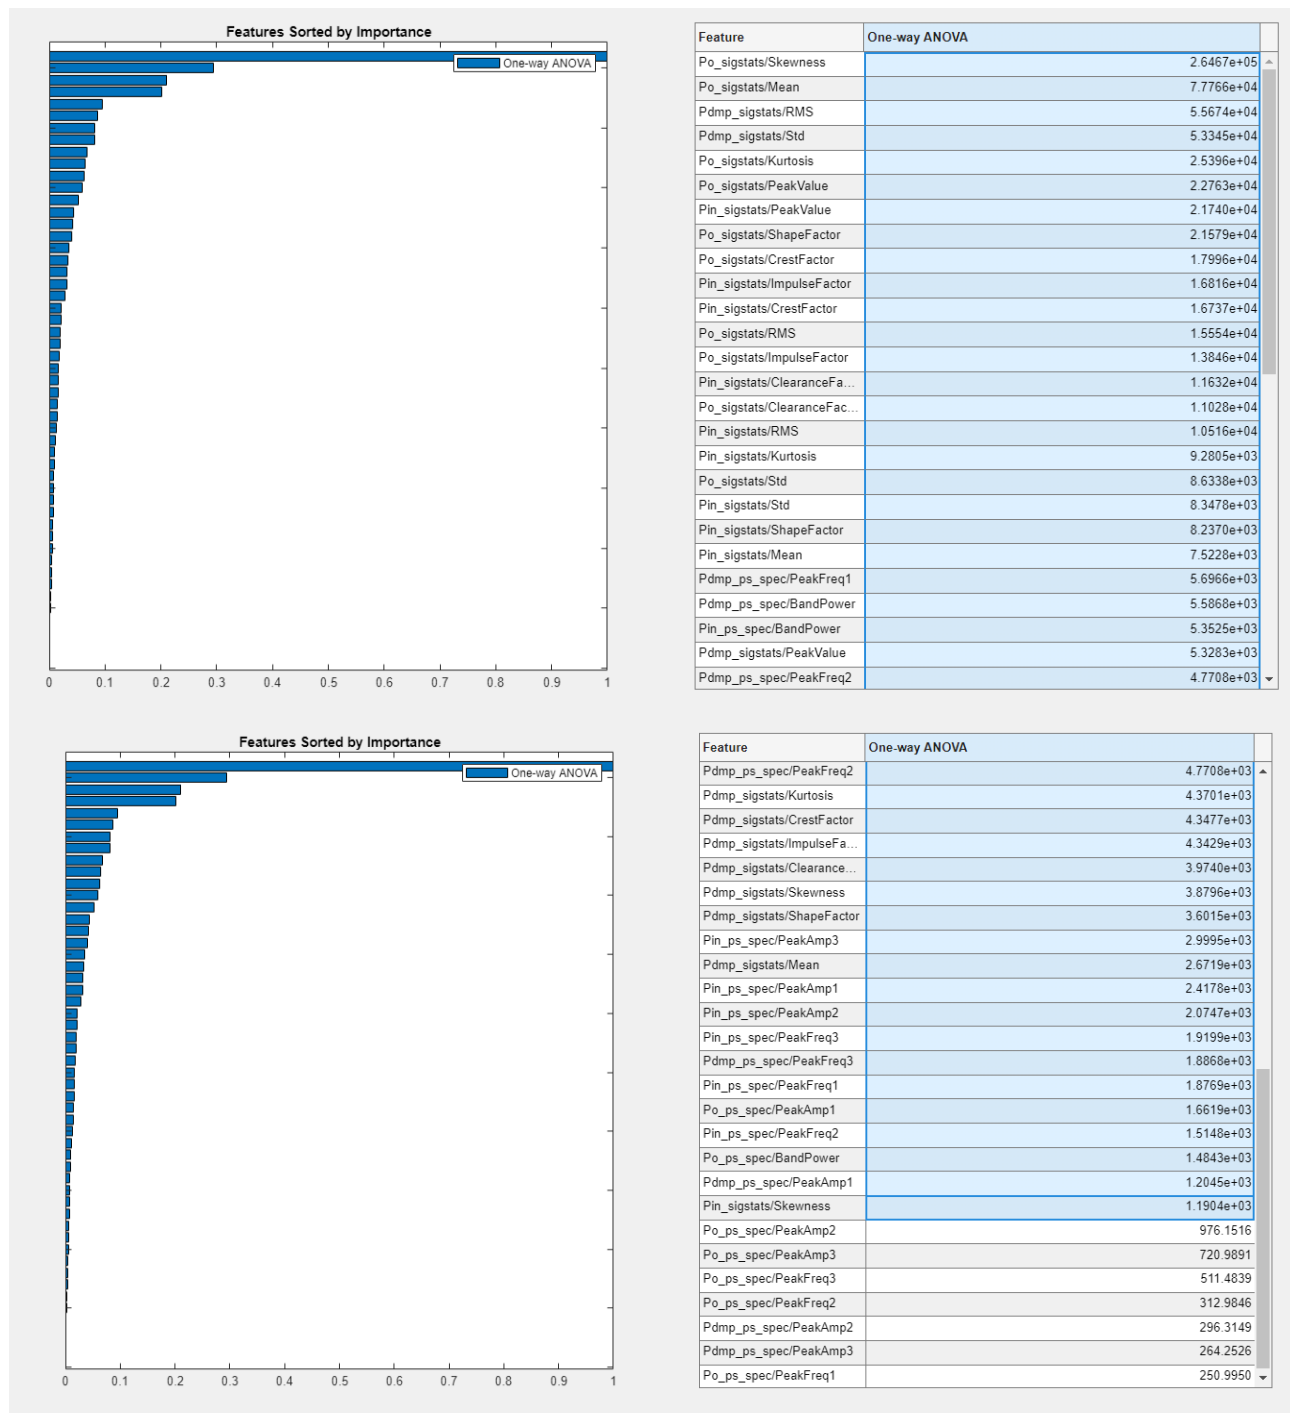 Features Sorted by Importance
One-way ANOVA
0 0.1 0.2 0.3 0.4 0.5 0.6 0.7 0.8 0.9 1
Feature One-way ANOVA
Po_sigstats/Skewness 2.6467e+05
Po_sigstats/Mean 7.7766e+04
Pdmp_sigstats/RMS 5.5674e+04
Pdmp_sigstats/Std 5.3345e+04
Po_sigstats/Kurtosis 2.5396e+04
Po_sigstats/PeakValue 2.2763e+04
Pin_sigstats/PeakValue 2.1740e+04
Po_sigstats/ShapeFactor 2.1579e+04
Po_sigstats/CrestFactor 1.7996e+04
Pin_sigstats/ImpulseFactor 1.6816e+04
Pin_sigstats/CrestFactor 1.6737e+04
Po_sigstats/RMS 1.5554e+04
Po_sigstats/ImpulseFactor 1.3846e+04
Pin_sigstats/ClearanceFa... 1.1632e+04
Po_sigstats/ClearanceFac... 1.1028e+04
Pin_sigstats/RMS 1.0516e+04
Pin_sigstats/Kurtosis 9.2805e+03
Po_sigstats/Std 8.6338e+03
Pin_sigstats/Std 8.3478e+03
Pin_sigstats/ShapeFactor 8.2370e+03
Pin_sigstats/Mean 7.5228e+03
Pdmp_ps_spec/PeakFreq1 5.6966e+03
Pdmp_ps_spec/BandPower 5.5868e+03
Pin_ps_spec/BandPower 5.3525e+03
Pdmp_sigstats/PeakValue 5.3283e+04
Pdmp_ps_spec/PeakFreq2 4.7708e+03
Features Sorted by Importance
One-way ANOVA
0 0.1 0.2 0.3 0.4 0.5 0.6 0.7 0.8 0.9 1
Feature One-way ANOVA
Pdmp_ps_spec/PeakFreq2 4.7708e+03
Pdmp_sigstats/Kurtosis 4.3701e+03
Pdmp_sigstats/CrestFactor 4.3477e+03
Pdmp_sigstats/ImpulseFa... 4.3429e+03
Pdmp_sigstats/Clearance... 3.9740e+03
Pdmp_sigstats/Skewness 3.8796e+03
Pdmp_sigstats/ShapeFactor 3.6015e+03
Pin_ps_spec/PeakAmp3 2.9995e+03
Pdmp_sigstats/Mean 2.6719e+03
Pin_ps_spec/PeakAmp1 2.4178e+03
Pin_ps_spec/PeakAmp2 2.0747e+03
Pin_ps_spec/PeakFreq3 1.9199e+03
Pdmp_ps_spec/PeakFreq3 1.8868e+03
Pin_ps_spec/PeakFreq1 1.8769e+03
Po_ps_spec/PeakAmp1 1.6619e+03
Pin_ps_spec/PeakFreq2 1.5148e+03
Po_ps_spec/BandPower 1.4843e+03
Pdmp_ps_spec/PeakAmp1 1.2045e+03
Pin_sigstats/Skewness 1.1904e+03
Po_ps_spec/PeakAmp2 976.1516
Po_ps_spec/PeakAmp3 720.9891
Po_ps_spec/PeakFreq3 511.4839
Po_ps_spec/PeakFreq2 312.9846
Pdmp_ps_spec/PeakAmp2 296.3149
Pdmp_ps_spec/PeakAmp3 264.2526
Po_ps_spec/PeakFreq1 250.9950